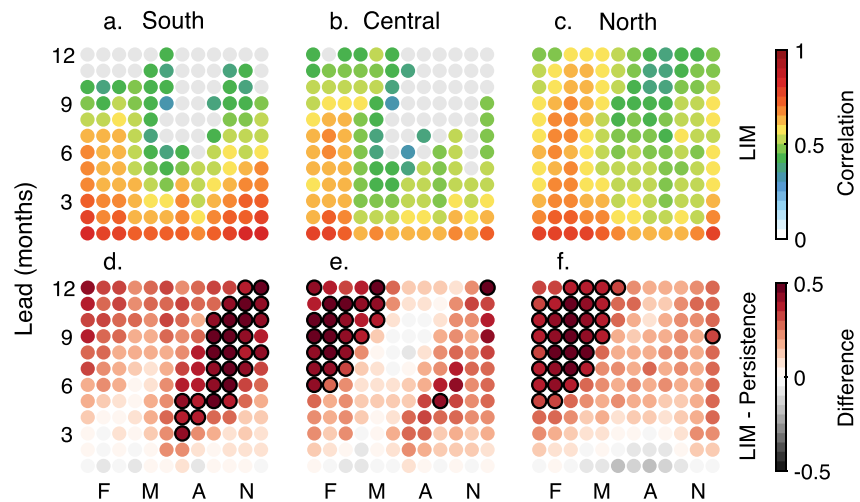 a. South
b. Central
c. North
12
9
6
3
1
0.5
0
LIM
Correlation
Lead (months)
d.
e.
f.
12
9
6
3
0.5
0
-0.5
LIM - Persistence
Difference
F M A N
F M A N
F M A N